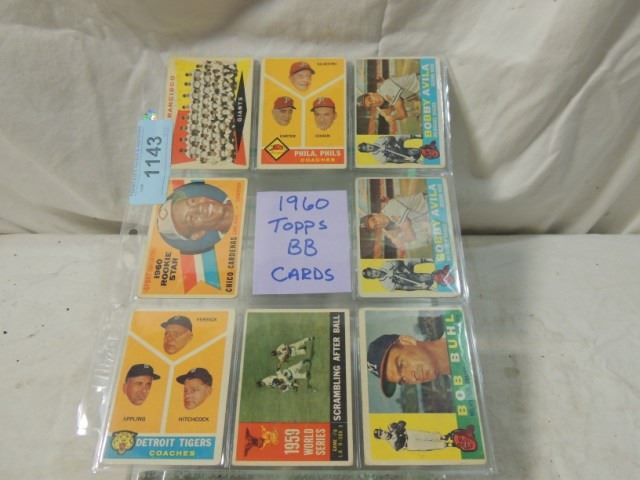 1143
FRANCISCO
GIANTS
PHILA. PHILS
COACHES
BOBBY AVILA
1960
ROOKIE
STAR
CHICO CARDENAS
1960
TOPPS
BB
CARDS
BOBBY AVILA
FERRICK
APPLING
HITCHCOCK
DETROIT TIGERS
COACHES
1959
WORLD
SERIES
SCRAMBLING AFTER BALL
BOB BUHL